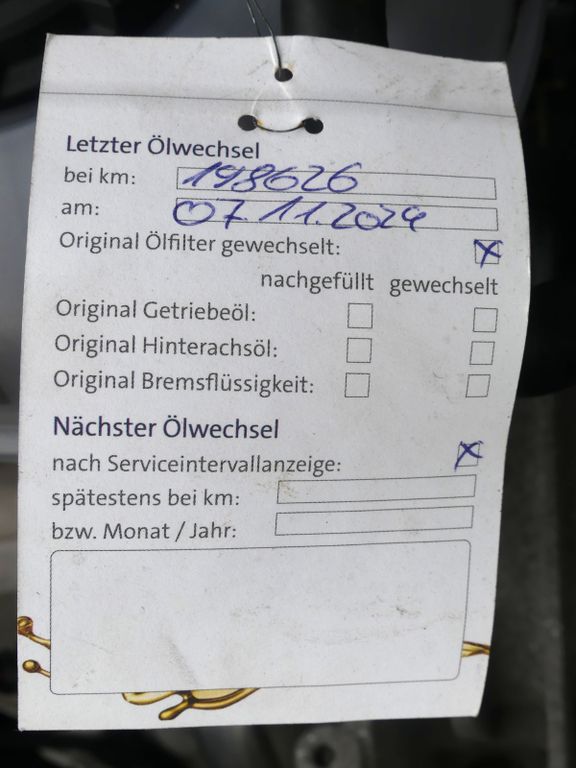 Letzter Ölwechsel
bei km: 198626
am: 07.11.2024
Original Ölfilter gewechselt: x
nachgefüllt gewechselt
Original Getriebeöl:
Original Hinterachsöl:
Original Bremsflüssigkeit:
Nächster Ölwechsel
nach Serviceintervallanzeige: x
spätestens bei km:
bzw. Monat / Jahr: